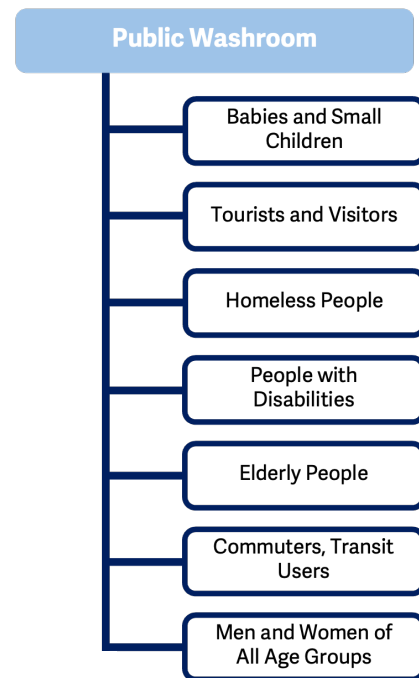 Public Washroom
Babies and Small
Children
Tourists and Visitors
Homeless People
People with
Disabilities
Elderly People
Commuters, Transit
Users
Men and Women of
All Age Groups